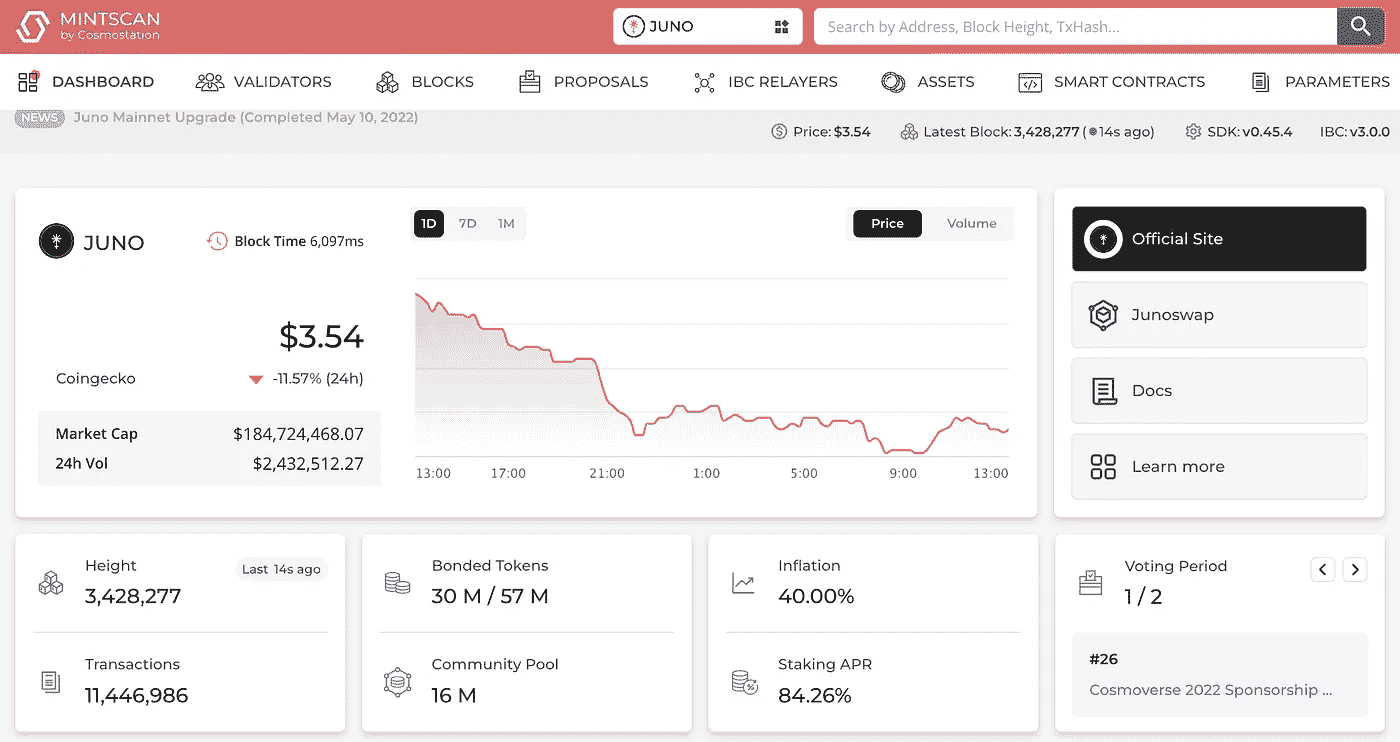 MINTSCAN
by Cosmostation
JUNO
Search by Address, Block Height, TxHash...
DASHBOARD
VALIDATORS
BLOCKS
PROPOSALS
IBC RELAYERS
ASSETS
SMART CONTRACTS
PARAMETERS
NEWS Juno Mainnet Upgrade (Completed May 10, 2022)
Price: $3.54
Latest Block: 3,428,277 ( 14s ago)
SDK: v0.45.4
IBC: v3.0.0
JUNO
Block Time 6,097ms
$3.54
Coingecko
-11.57% (24h)
Market Cap $184,724,468.07
24h Vol $2,432,512.27
1D 7D 1M
Price Volume
13:00 17:00 21:00 1:00 5:00 9:00 13:00
Official Site
Junoswap
Docs
Learn more
Height
Last 14s ago
3,428,277
Transactions
11,446,986
Bonded Tokens
30 M / 57 M
Community Pool
16 M
Inflation
40.00%
Staking APR
84.26%
Voting Period
1 / 2
#26
Cosmoverse 2022 Sponsorship ...